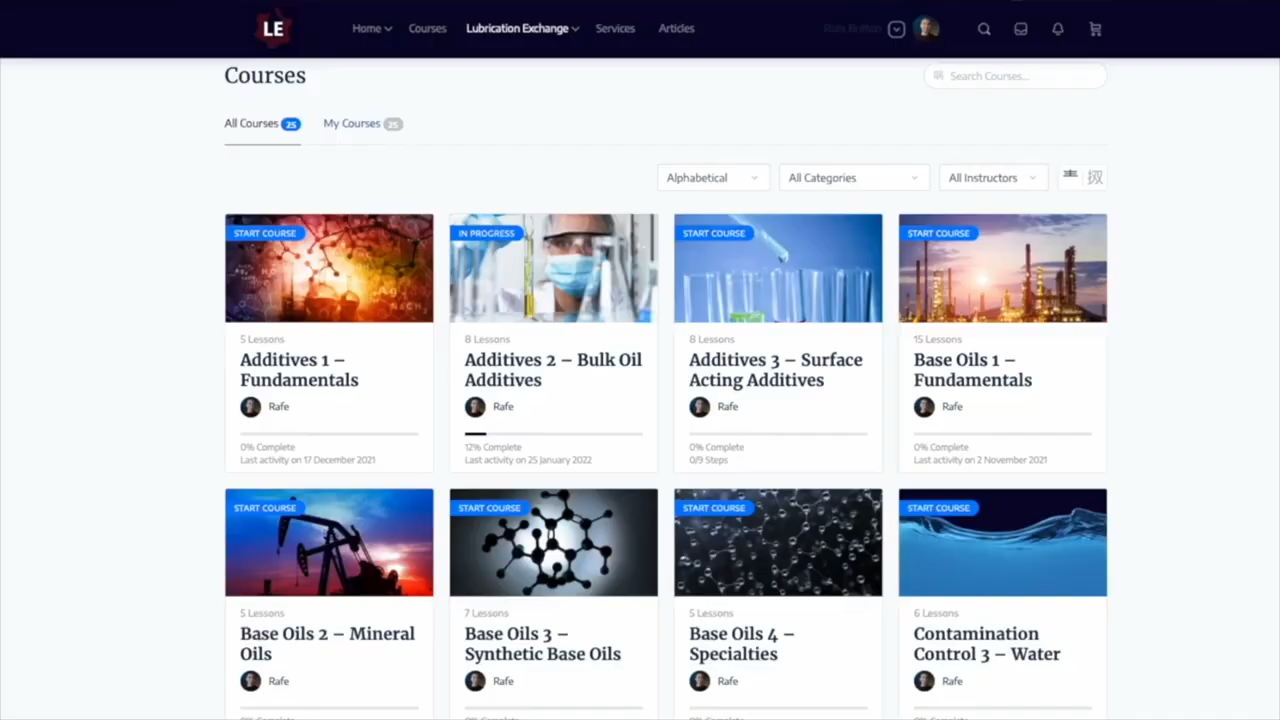 LE
Home
Courses
Lubrication Exchange
Services
Articles
Courses
Search Courses...
All Courses 25
My Courses 25
Alphabetical
All Categories
All Instructors
START COURSE
5 Lessons
Additives 1 –
Fundamentals
Rafe
0% Complete
Last activity on 17 December 2021
IN PROGRESS
8 Lessons
Additives 2 – Bulk Oil
Additives
Rafe
12% Complete
Last activity on 25 January 2022
START COURSE
8 Lessons
Additives 3 – Surface
Acting Additives
Rafe
0% Complete
0/9 Steps
START COURSE
15 Lessons
Base Oils 1 –
Fundamentals
Rafe
0% Complete
Last activity on 2 November 2021
START COURSE
5 Lessons
Base Oils 2 – Mineral
Oils
Rafe
START COURSE
7 Lessons
Base Oils 3 –
Synthetic Base Oils
Rafe
START COURSE
5 Lessons
Base Oils 4 –
Specialties
Rafe
START COURSE
6 Lessons
Contamination
Control 3 – Water
Rafe